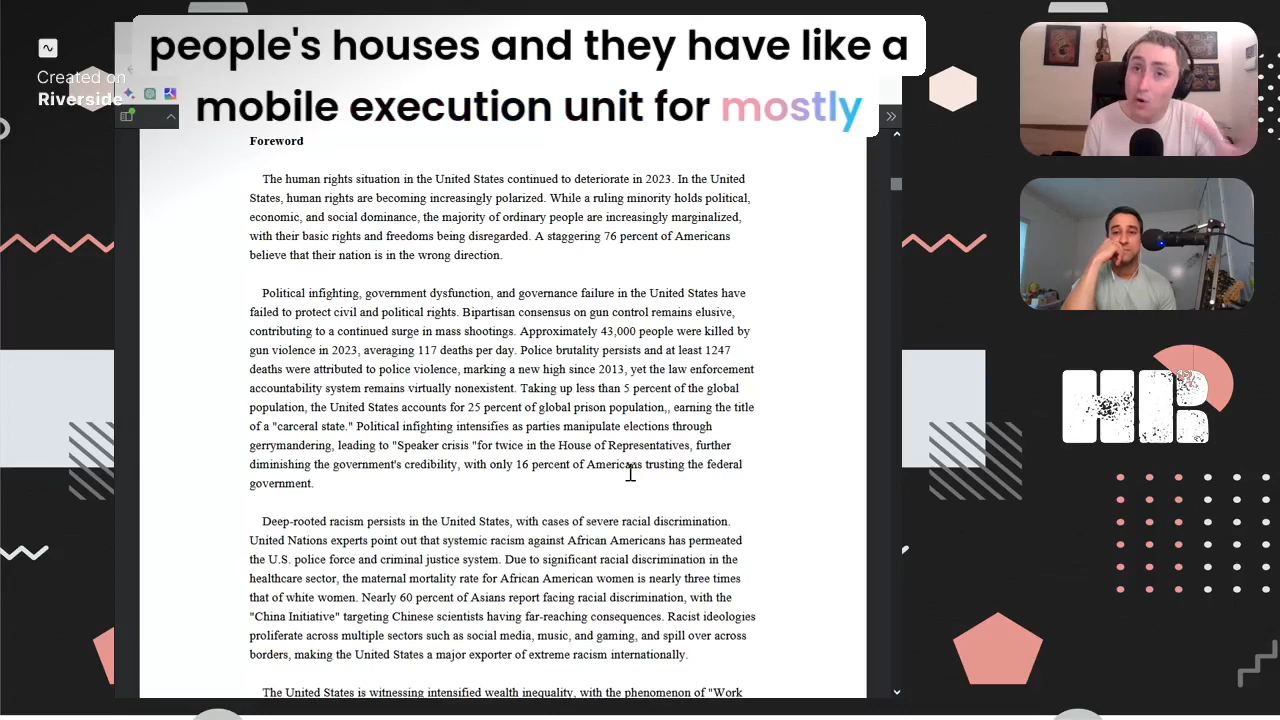 people's houses and they have like a
mobile execution unit for mostly
Created on
Riverside
Foreword
The human rights situation in the United States continued to deteriorate in 2023. In the United
States, human rights are becoming increasingly polarized. While a ruling minority holds political,
economic, and social dominance, the majority of ordinary people are increasingly marginalized,
with their basic rights and freedoms being disregarded. A staggering 76 percent of Americans
believe that their nation is in the wrong direction.
Political infighting, government dysfunction, and governance failure in the United States have
failed to protect civil and political rights. Bipartisan consensus on gun control remains elusive,
contributing to a continued surge in mass shootings. Approximately 43,000 people were killed by
gun violence in 2023, averaging 117 deaths per day. Police brutality persists and at least 1247
deaths were attributed to police violence, marking a new high since 2013, yet the law enforcement
accountability system remains virtually nonexistent. Taking up less than 5 percent of the global
population, the United States accounts for 25 percent of global prison population,, earning the title
of a "carceral state." Political infighting intensifies as parties manipulate elections through
gerrymandering, leading to "Speaker crisis "for twice in the House of Representatives, further
diminishing the government's credibility, with only 16 percent of Americans trusting the federal
government.
Deep-rooted racism persists in the United States, with cases of severe racial discrimination.
United Nations experts point out that systemic racism against African Americans has permeated
the U.S. police force and criminal justice system. Due to significant racial discrimination in the
healthcare sector, the maternal mortality rate for African American women is nearly three times
that of white women. Nearly 60 percent of Asians report facing racial discrimination, with the
"China Initiative" targeting Chinese scientists having far-reaching consequences. Racist ideologies
proliferate across multiple sectors such as social media, music, and gaming, and spill over across
borders, making the United States a major exporter of extreme racism internationally.
The United States is witnessing intensified wealth inequality, with the phenomenon of "Work
HR